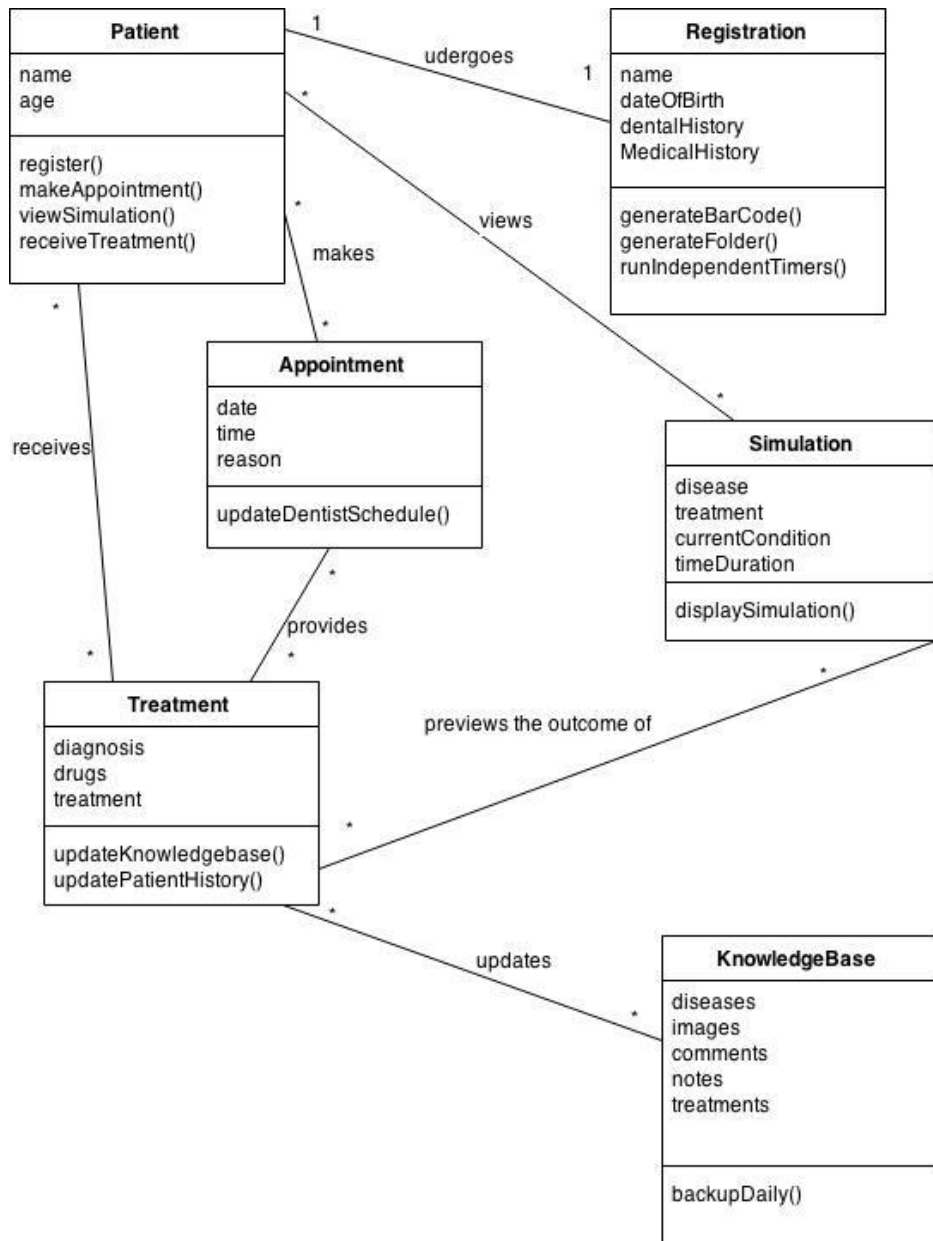 Patient
name
age
register()
makeAppointment()
viewSimulation()
receiveTreatment()
1
udergoes
1
Registration
name
dateOfBirth
dentalHistory
MedicalHistory
generateBarCode()
generateFolder()
runIndependentTimers()
*
views
*
*
makes
*
*
receives
*
Appointment
date
time
reason
updateDentistSchedule()
*
provides
*
Simulation
disease
treatment
currentCondition
timeDuration
displaySimulation()
*
previews the outcome of
*
Treatment
diagnosis
drugs
treatment
updateKnowledgebase()
updatePatientHistory()
*
updates
*
KnowledgeBase
diseases
images
comments
notes
treatments
backupDaily()